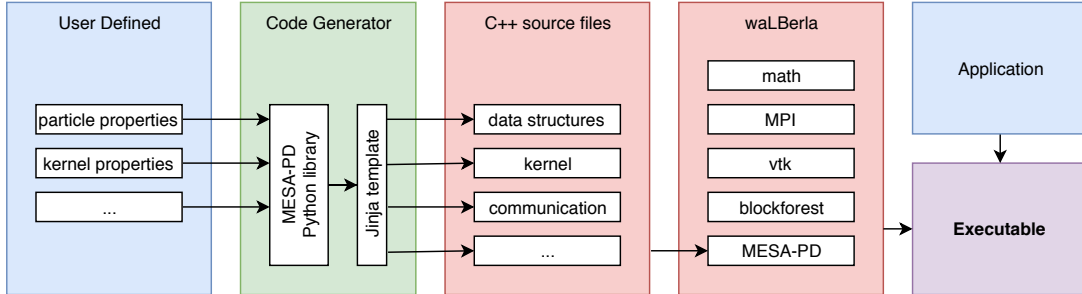 User Defined
particle properties
kernel properties
...
Code Generator
MESA-PD
Python library
Jinja template
C++ source files
data structures
kernel
communication
...
waLBerla
math
MPI
vtk
blockforest
MESA-PD
Application
Executable